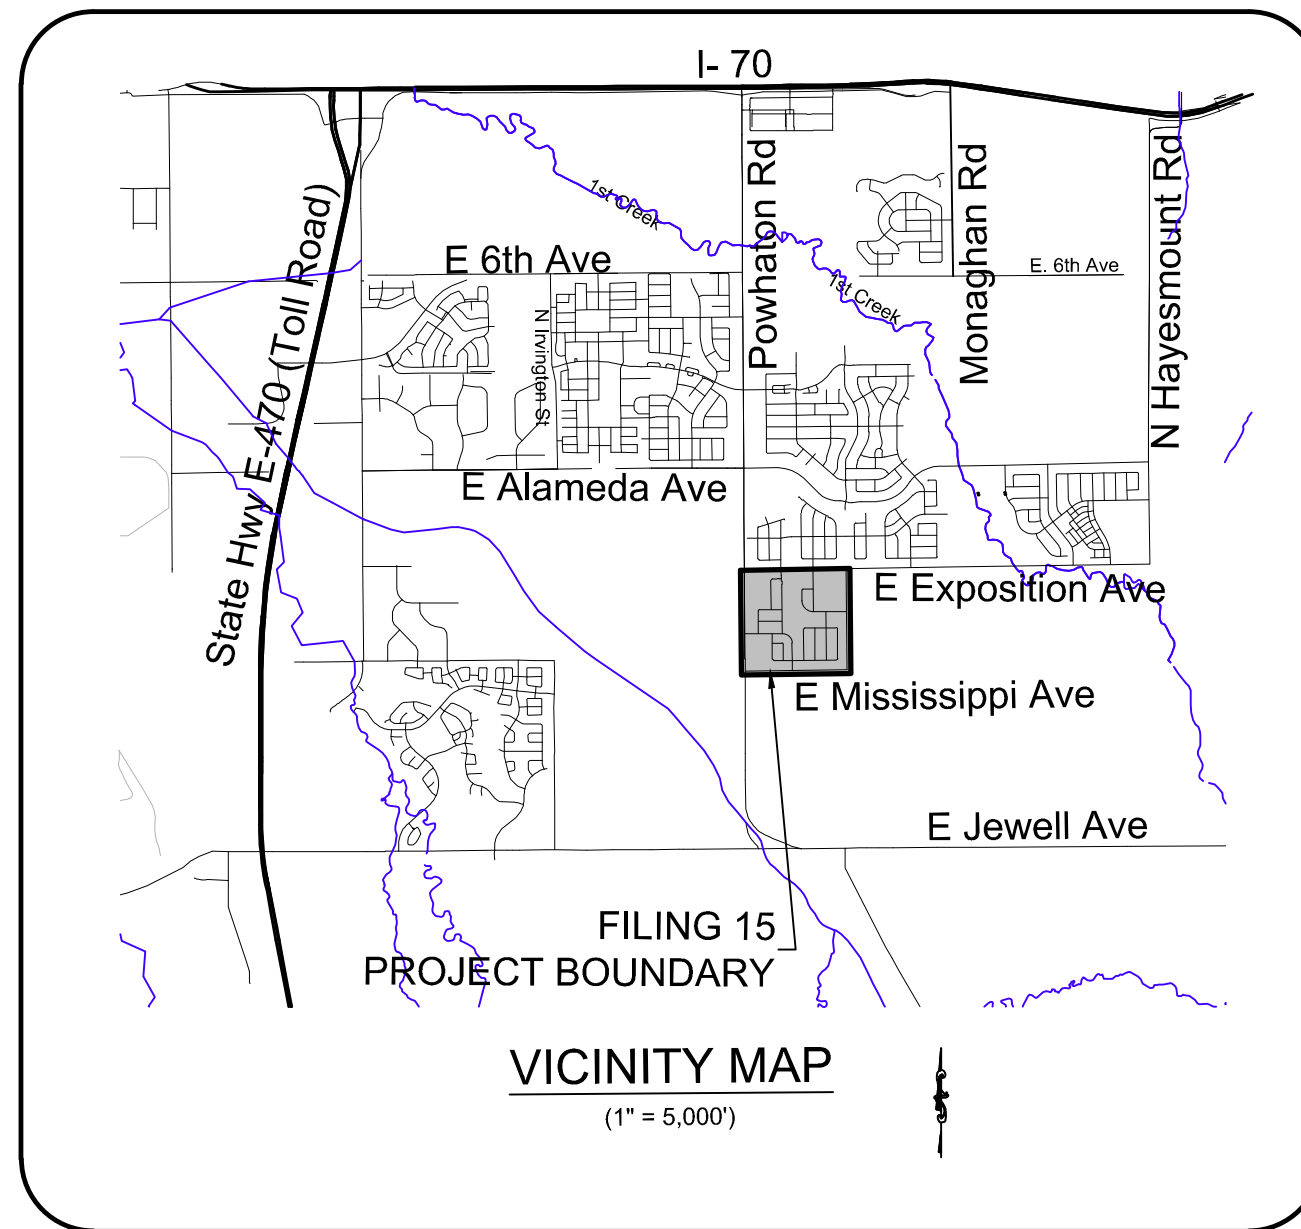 I- 70
Powhaton Rd
Monaghan Rd
N Hayesmount Rd
State Hwy E-470 (Toll Road)
1st Creek
E 6th Ave
E. 6th Ave
1st Creek
N Irvington St
E Alameda Ave
E Exposition Ave
E Mississippi Ave
E Jewell Ave
FILING 15
PROJECT BOUNDARY
VICINITY MAP
(1" = 5,000')